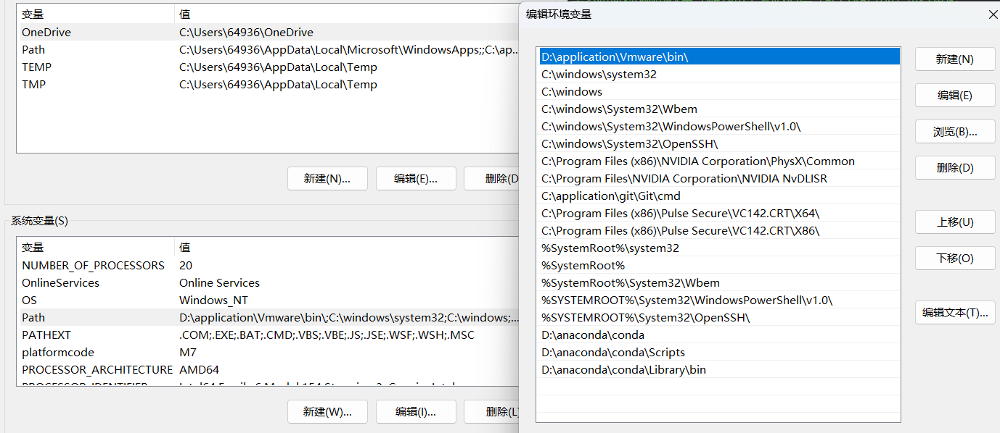 变量 值
OneDrive C:\Users\64936\OneDrive
Path C:\Users\64936\AppData\Local\Microsoft\WindowsApps;;C:\ap...
TEMP C:\Users\64936\AppData\Local\Temp
TMP C:\Users\64936\AppData\Local\Temp
新建(N)... 编辑(E)... 删除(D
系统变量(S)
变量 值
NUMBER_OF_PROCESSORS 20
OnlineServices Online Services
OS Windows_NT
Path D:\application\Vmware\bin\;C:\windows\system32;C:\windows;...
PATHEXT .COM;.EXE;.BAT;.CMD;.VBS;.VBE;.JS;.JSE;.WSF;.WSH;.MSC
platformcode M7
PROCESSOR_ARCHITECTURE AMD64
新建(W)... 编辑(I)... 删除(L
编辑环境变量
D:\application\Vmware\bin\
C:\windows\system32
C:\windows
C:\windows\System32\Wbem
C:\windows\System32\WindowsPowerShell\v1.0\
C:\windows\System32\OpenSSH\
C:\Program Files (x86)\NVIDIA Corporation\PhysX\Common
C:\Program Files\NVIDIA Corporation\NVIDIA NvDLISR
C:\application\git\Git\cmd
C:\Program Files (x86)\Pulse Secure\VC142.CRT\X64\
C:\Program Files (x86)\Pulse Secure\VC142.CRT\X86\
%SystemRoot%\system32
%SystemRoot%
%SystemRoot%\System32\Wbem
%SYSTEMROOT%\System32\WindowsPowerShell\v1.0\
%SYSTEMROOT%\System32\OpenSSH\
D:\anaconda\conda
D:\anaconda\conda\Scripts
D:\anaconda\conda\Library\bin
新建(N)
编辑(E)
浏览(B)...
删除(D)
上移(U)
下移(O)
编辑文本(T)...